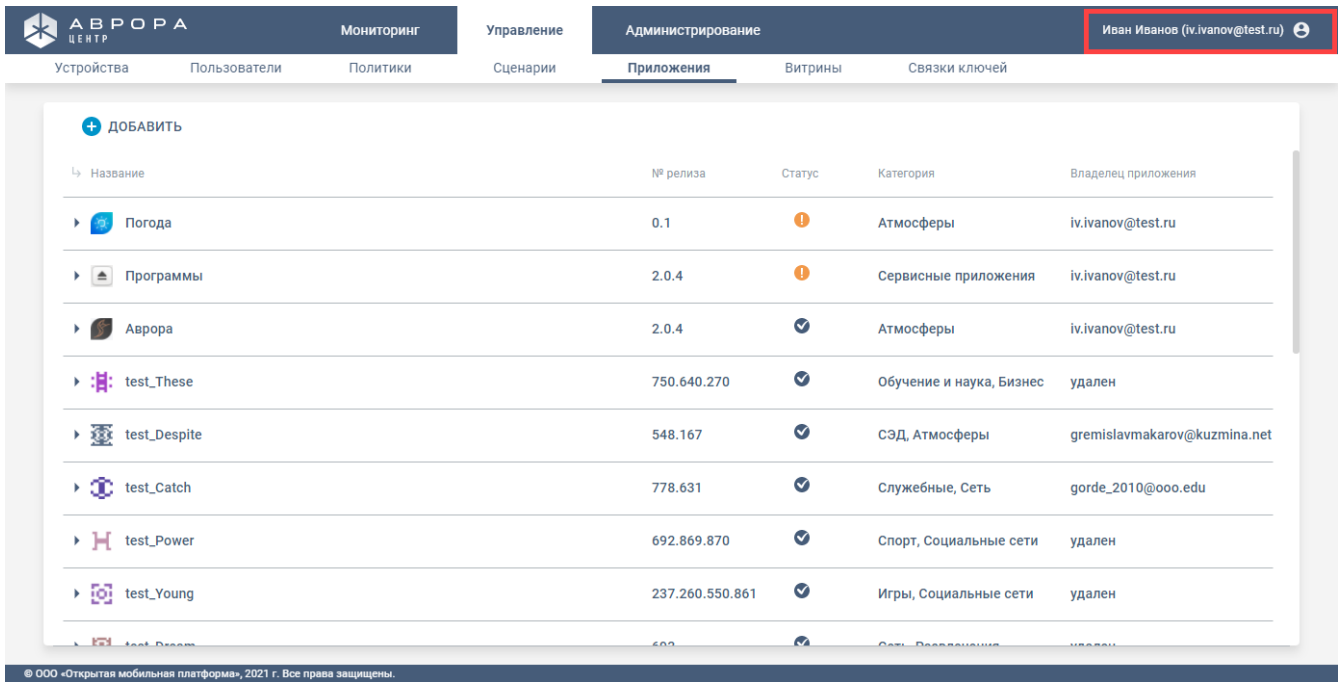 АВРОРА
ЦЕНТР
Мониторинг Управление Администрирование Иван Иванов (iv.ivanov@test.ru)
Устройства Пользователи Политики Сценарии Приложения Витрины Связки ключей
ДОБАВИТЬ
Название № релиза Статус Категория Владелец приложения
Погода 0.1 Атмосферы iv.ivanov@test.ru
Программы 2.0.4 Сервисные приложения iv.ivanov@test.ru
Аврора 2.0.4 Атмосферы iv.ivanov@test.ru
test_These 750.640.270 Обучение и наука, Бизнес удален
test_Despite 548.167 СЭД, Атмосферы gremislavmakarov@kuzmina.net
test_Catch 778.631 Служебные, Сеть gorde_2010@ooo.edu
test_Power 692.869.870 Спорт, Социальные сети удален
test_Young 237.260.550.861 Игры, Социальные сети удален
test_Dream 692 Сеть, Развлечения удален
© ООО «Открытая мобильная платформа», 2021 г. Все права защищены.